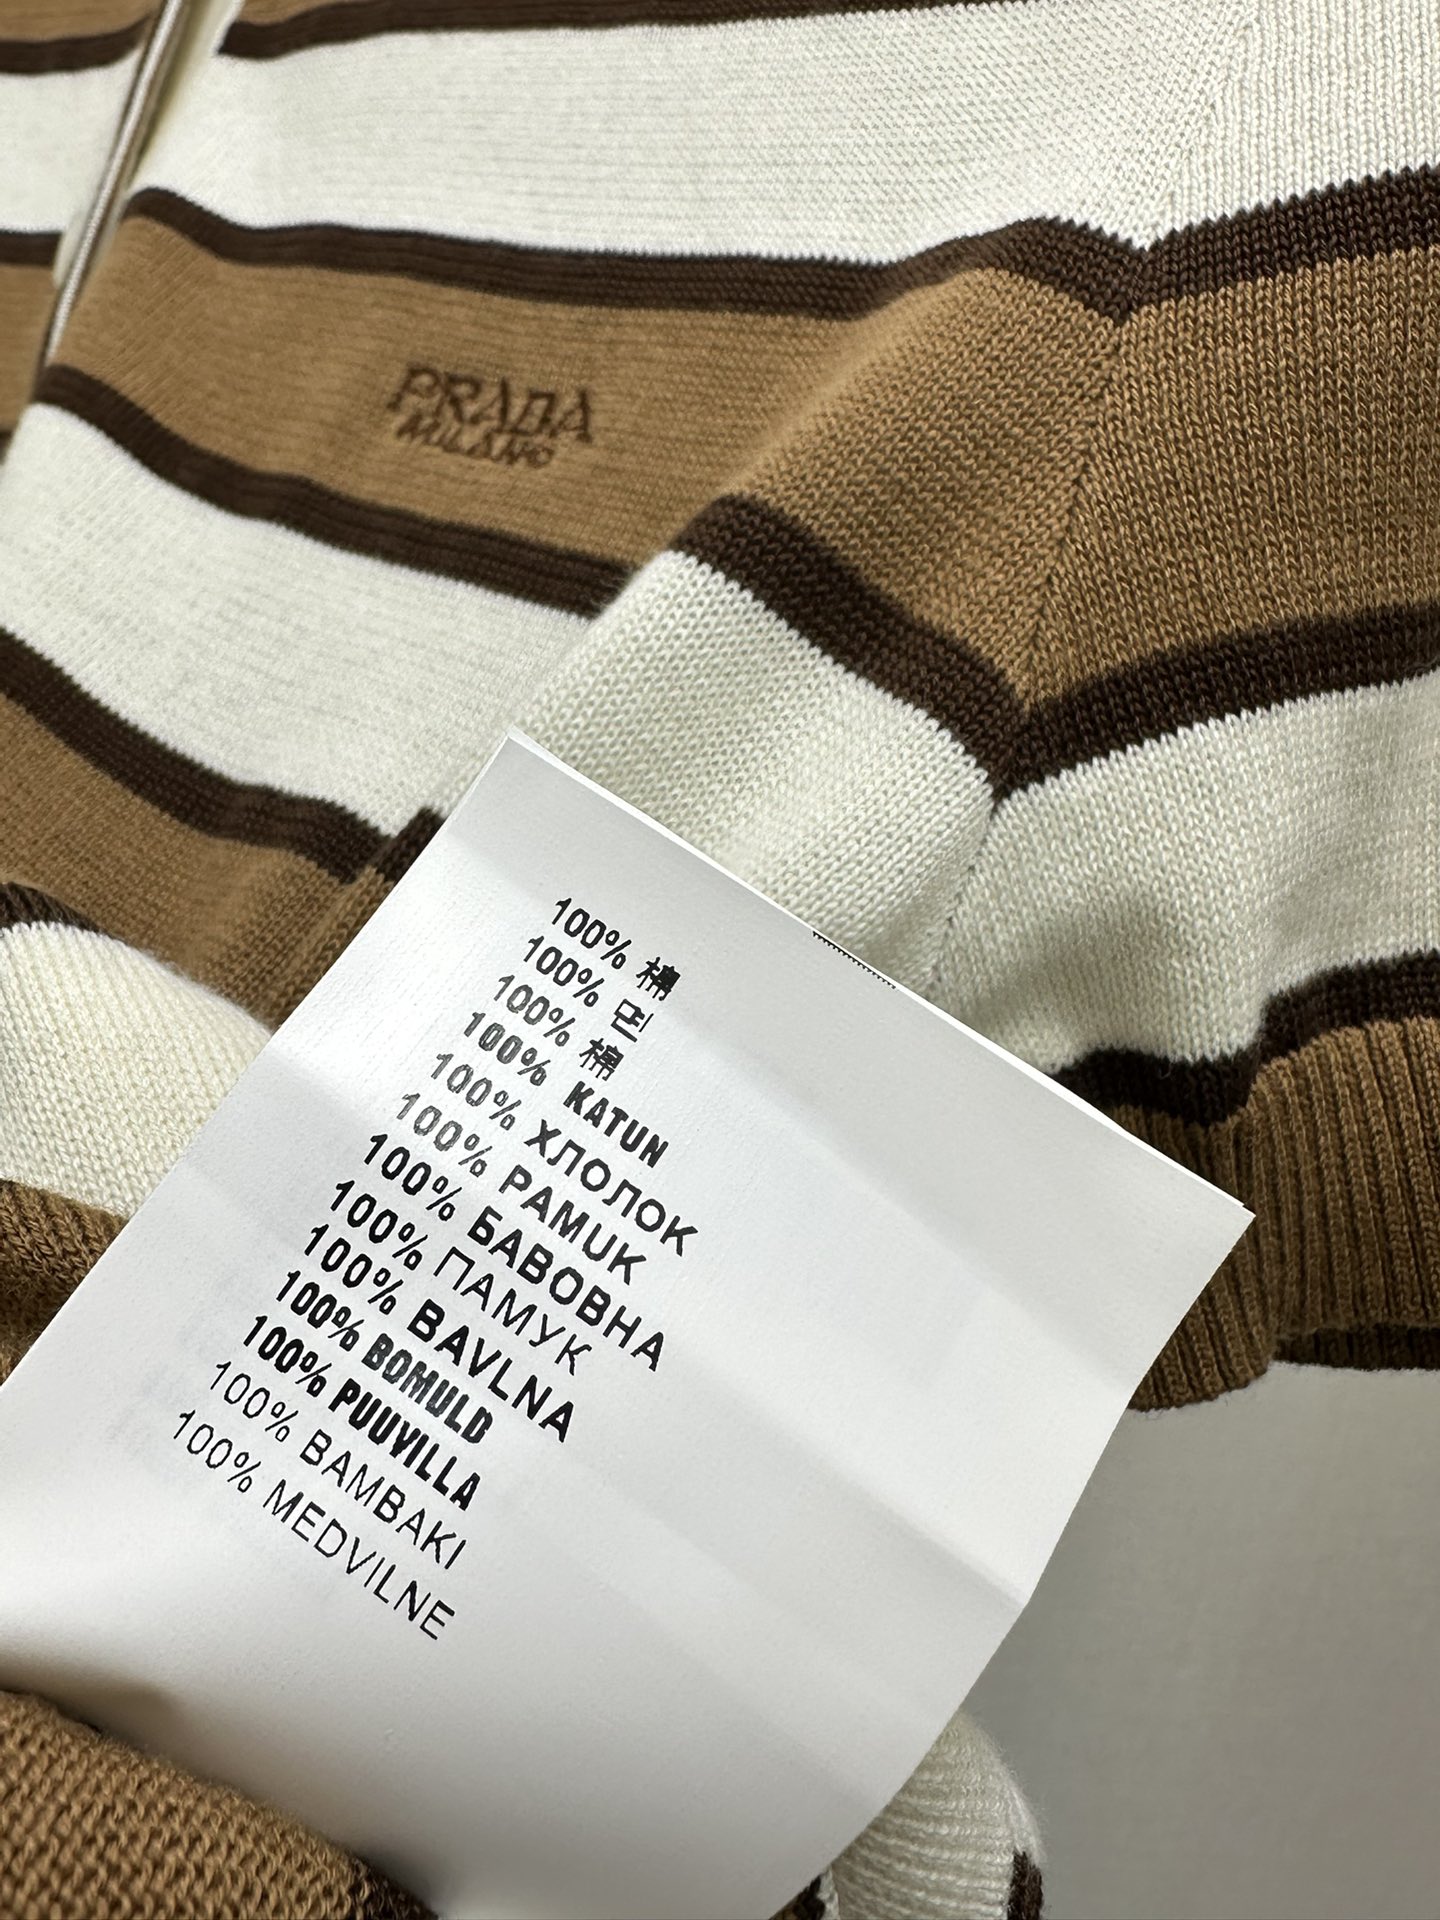 PRADA
MILANO
100% 棉
100% 면
100% 棉
100% KATUN
100% ХЛОЛОК
100% PAMUK
100% БАВОВНА
100% ПАМУК
100% BAVLNA
100% BOMULD
100% PUUVILLA
100% BAMBAKI
100% MEDVILNE